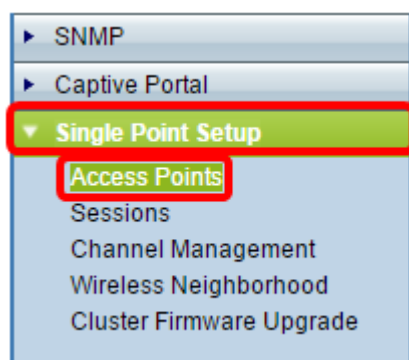 SNMP
Captive Portal
Single Point Setup
Access Points
Sessions
Channel Management
Wireless Neighborhood
Cluster Firmware Upgrade